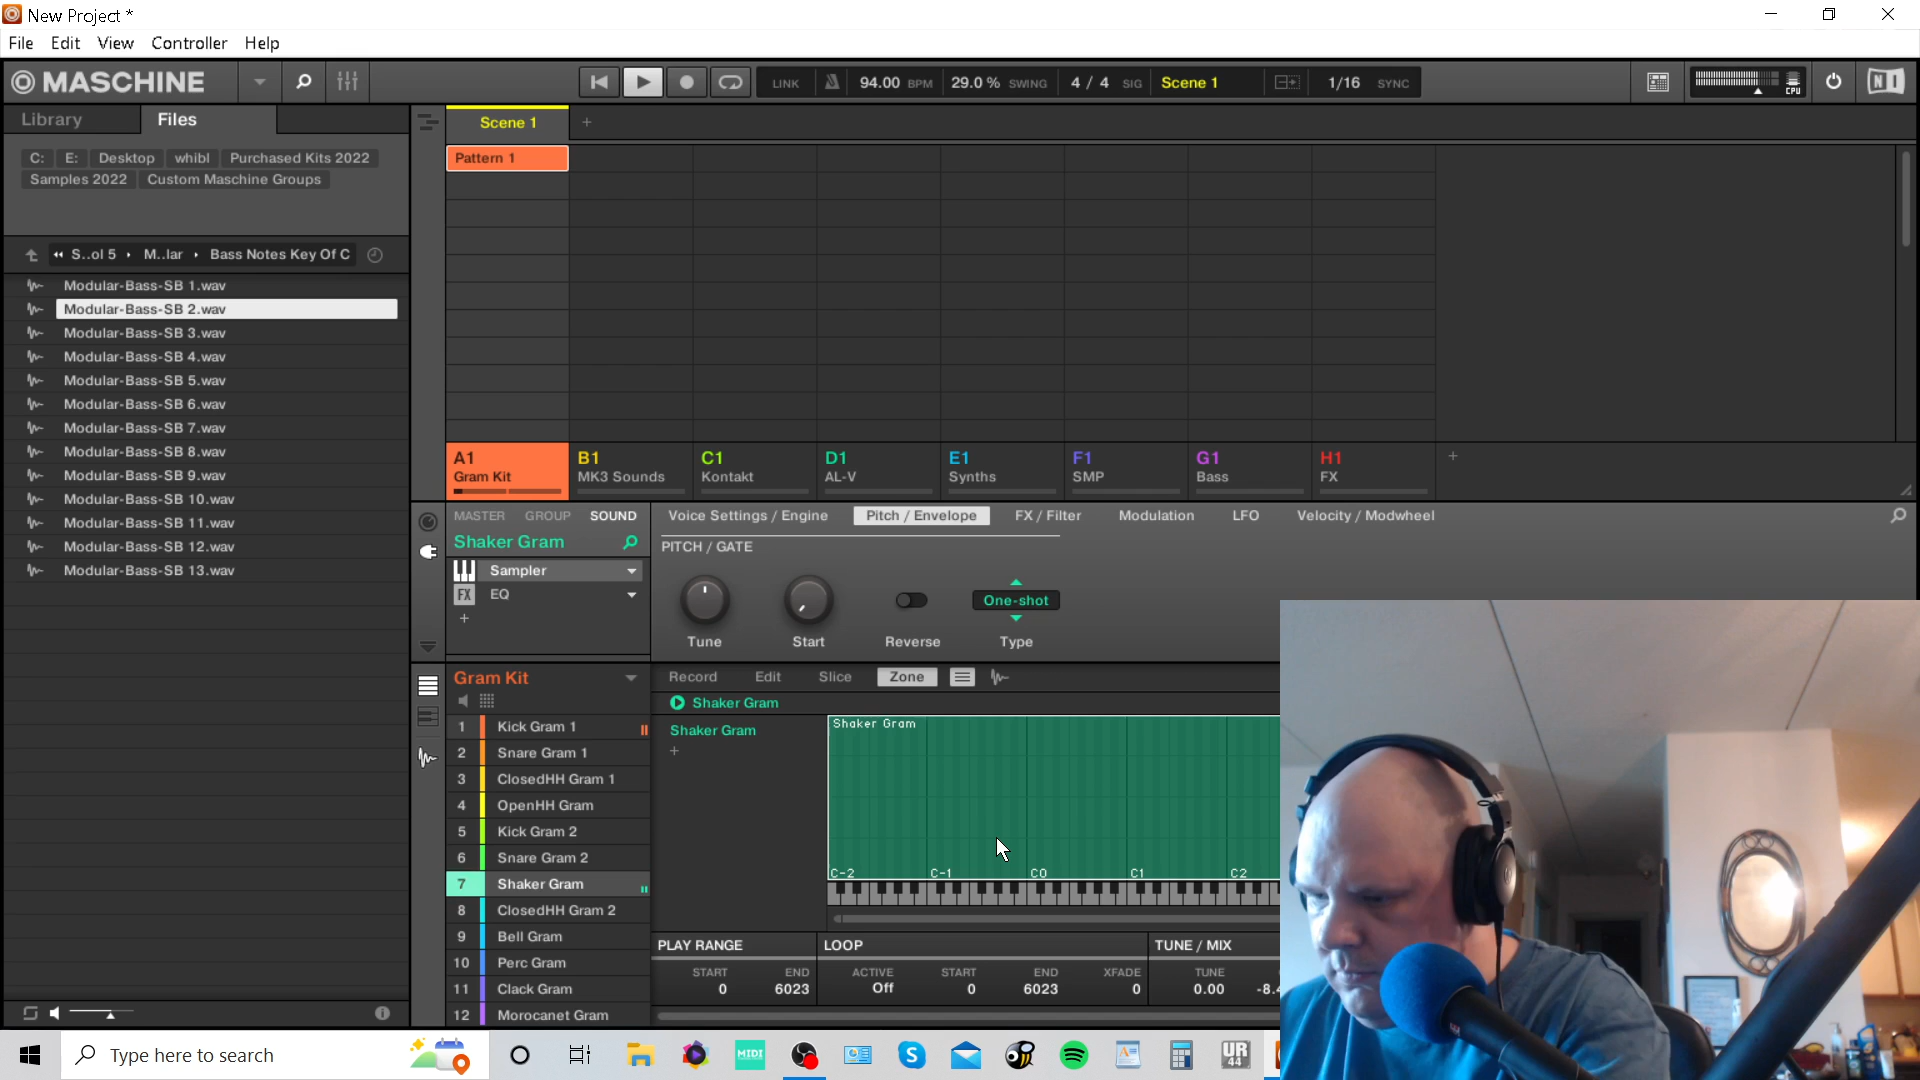 New Project *
File Edit View Controller Help
MASCHINE LINK 94.00 BPM 29.0 % SWING 4 / 4 SIG Scene 1 1/16 SYNC CPU NI
Library Files
Scene 1 +
C: E: Desktop whibl Purchased Kits 2022
Samples 2022 Custom Maschine Groups
Pattern 1
S..ol 5 M..lar Bass Notes Key Of C
Modular-Bass-SB 1.wav
Modular-Bass-SB 2.wav
Modular-Bass-SB 3.wav
Modular-Bass-SB 4.wav
Modular-Bass-SB 5.wav
Modular-Bass-SB 6.wav
Modular-Bass-SB 7.wav
Modular-Bass-SB 8.wav
Modular-Bass-SB 9.wav
Modular-Bass-SB 10.wav
Modular-Bass-SB 11.wav
Modular-Bass-SB 12.wav
Modular-Bass-SB 13.wav
A1 B1 C1 D1 E1 F1 G1 H1 +
Gram Kit MK3 Sounds Kontakt AL-V Synths SMP Bass FX
MASTER GROUP SOUND
Shaker Gram
Sampler
FX EQ
+
Voice Settings / Engine Pitch / Envelope FX / Filter Modulation LFO Velocity / Modwheel
PITCH / GATE
One-shot
Tune Start Reverse Type
Gram Kit
1 Kick Gram 1
2 Snare Gram 1
3 ClosedHH Gram 1
4 OpenHH Gram
5 Kick Gram 2
6 Snare Gram 2
7 Shaker Gram
8 ClosedHH Gram 2
9 Bell Gram
10 Perc Gram
11 Clack Gram
12 Morocanet Gram
Record Edit Slice Zone
Shaker Gram
Shaker Gram
+
Shaker Gram
C-2 C-1 C0 C1 C2
PLAY RANGE LOOP TUNE / MIX
START END ACTIVE START END XFADE TUNE
0 6023 Off 0 6023 0 0.00 -8.4
Type here to search
MIDI
UR
44